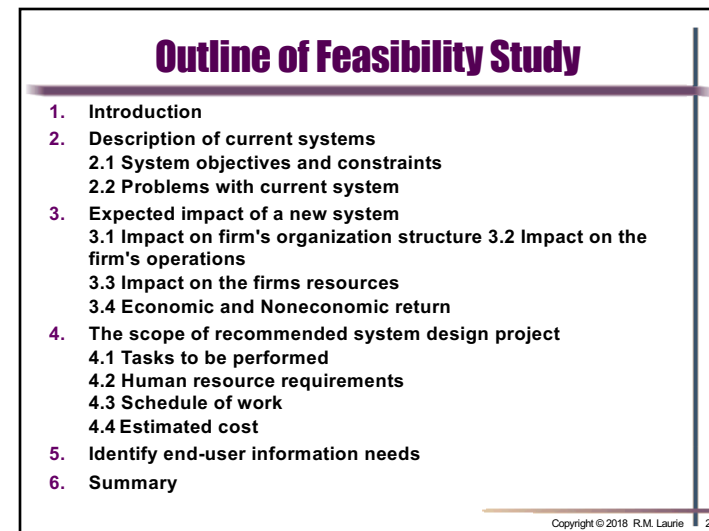 Outline of Feasibility Study
1. Introduction
2. Description of current systems
2.1 System objectives and constraints
2.2 Problems with current system
3. Expected impact of a new system
3.1 Impact on firm's organization structure 3.2 Impact on the
firm's operations
3.3 Impact on the firms resources
3.4 Economic and Noneconomic return
4. The scope of recommended system design project
4.1 Tasks to be performed
4.2 Human resource requirements
4.3 Schedule of work
4.4 Estimated cost
5. Identify end-user information needs
6. Summary
Copyright © 2018 R.M. Laurie 2